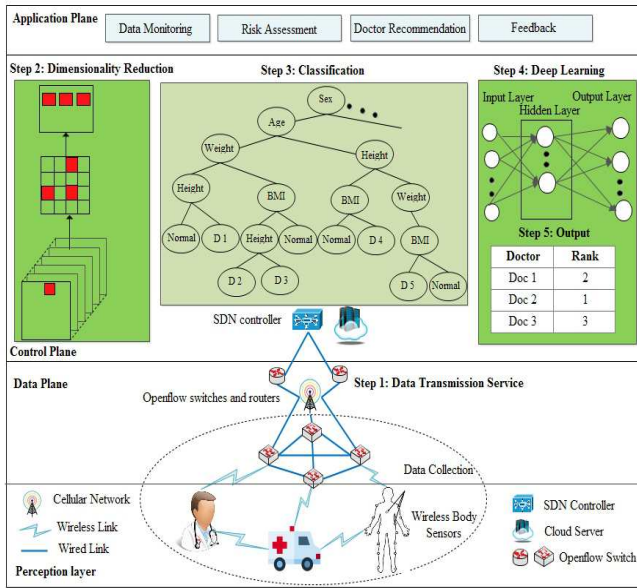 Application Plane
Data Monitoring
Risk Assessment
Doctor Recommendation
Feedback
Step 2: Dimensionality Reduction
Step 3: Classification
Step 4: Deep Learning
Sex
Age
Weight
Height
Height
BMI
BMI
Weight
Normal
D 1
Height
Normal
Normal
D 4
BMI
D 2
D 3
D 5
Normal
Input Layer
Output Layer
Hidden Layer
Step 5: Output
Doctor Rank
Doc 1 2
Doc 2 1
Doc 3 3
SDN controller
Control Plane
Data Plane
Step 1: Data Transmission Service
Openflow switches and routers
Data Collection
Cellular Network
Wireless Link
Wired Link
Perception layer
Wireless Body
Sensors
SDN Controller
Cloud Server
Openflow Switch